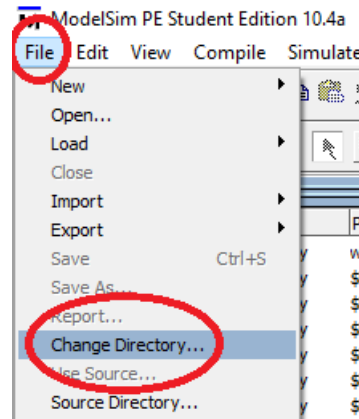 ModelSim PE Student Edition 10.4a
File Edit View Compile Simulate
New
Open...
Load
Close
Import
Export
Save Ctrl+S
Save As...
Report...
Change Directory...
Use Source...
Source Directory...